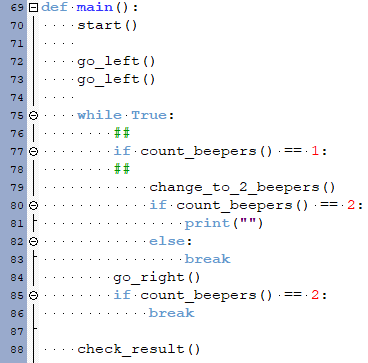 69 def main():
70     start()
71
72     go_left()
73     go_left()
74
75     while True:
76         ##
77         if count_beepers() == 1:
78         ##
79             change_to_2_beepers()
80             if count_beepers() == 2:
81                 print("")
82             else:
83                 break
84         go_right()
85         if count_beepers() == 2:
86             break
87
88     check_result()